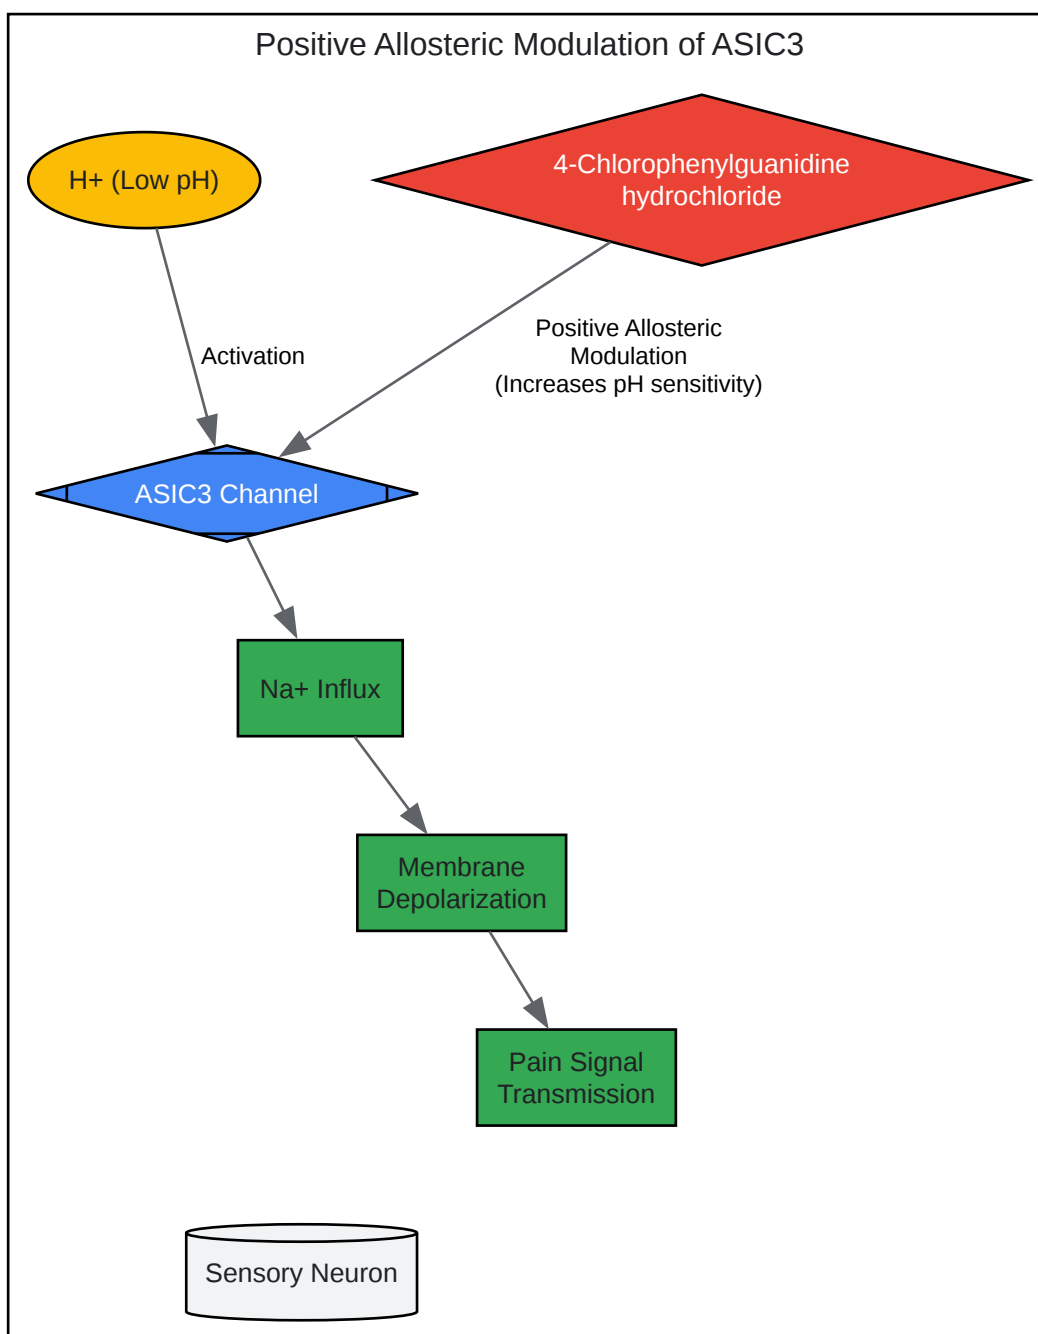 Positive Allosteric Modulation of ASIC3
H+ (Low pH)
4-Chlorophenylguanidine
hydrochloride
Activation
Positive Allosteric
Modulation
(Increases pH sensitivity)
ASIC3 Channel
Na+ Influx
Membrane
Depolarization
Pain Signal
Transmission
Sensory Neuron